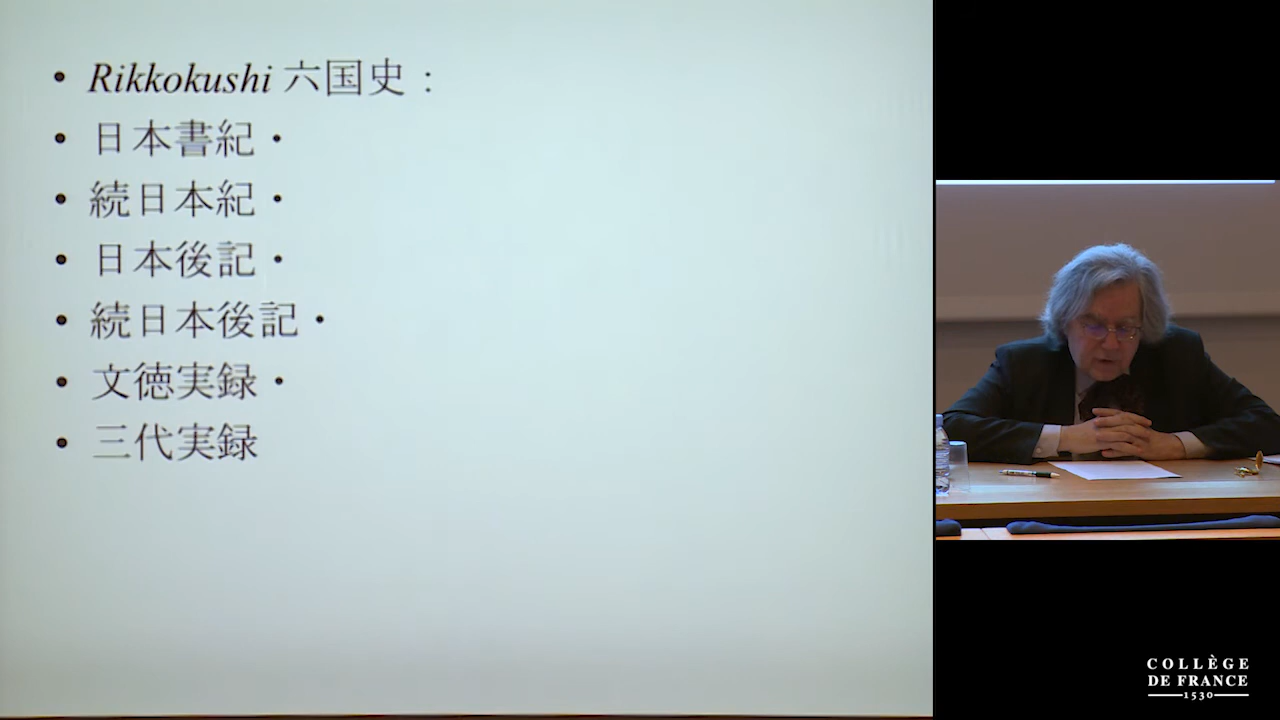 • Rikkokushi 六国史 :
• 日本書紀・
• 続日本紀・
• 日本後記・
• 続日本後記・
• 文徳実録・
• 三代実録
COLLÈGE
DE FRANCE
1530